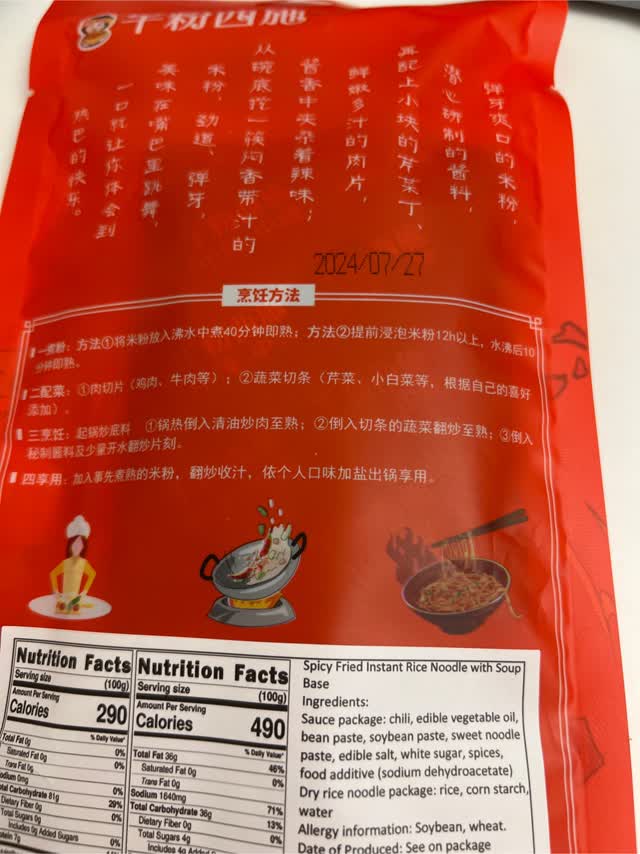 干粉西施
弹牙爽口的米粉，
潜心研制的酱料，
再配上小块的芹菜丁、
鲜嫩多汁的肉片，
酱香中夹杂着辣味；
从碗底挖一筷焖香带汁的
米粉，劲道、弹牙，
美味在嘴巴里跳舞，
一口就让你体会到
热巴的快乐。
2024/07/27
烹饪方法
一煮粉：方法①将米粉放入沸水中煮40分钟即熟；方法②提前浸泡米粉12h以上，水沸后10
分钟即熟。
二配菜：①肉切片（鸡肉、牛肉等）；②蔬菜切条（芹菜、小白菜等，根据自己的喜好
添加）。
三烹饪：起锅炒底料 ①锅热倒入清油炒肉至熟；②倒入切条的蔬菜翻炒至熟；③倒入
秘制酱料及少量开水翻炒片刻。
四享用：加入事先煮熟的米粉，翻炒收汁，依个人口味加盐出锅享用。
Nutrition Facts
Serving size (100g)
Amount Per Serving
Calories 290
% Daily Value*
Total Fat 0g 0%
Saturated Fat 0g 0%
Trans Fat 0g
Sodium 0mg 0%
Total Carbohydrate 81g 29%
Dietary Fiber 0g 0%
Total Sugars 0g
Includes 0g Added Sugars 0%
Protein 7g
Nutrition Facts
Serving size (100g)
Amount Per Serving
Calories 490
% Daily Value*
Total Fat 36g 46%
Saturated Fat 0g 0%
Trans Fat 0g
Sodium 1640mg 71%
Total Carbohydrate 36g 13%
Dietary Fiber 0g 0%
Total Sugars 4g
Includes 4g Added
Spicy Fried Instant Rice Noodle with Soup
Base
Ingredients:
Sauce package: chili, edible vegetable oil,
bean paste, soybean paste, sweet noodle
paste, edible salt, white sugar, spices,
food additive (sodium dehydroacetate)
Dry rice noodle package: rice, corn starch,
water
Allergy information: Soybean, wheat.
Date of Produced: See on package